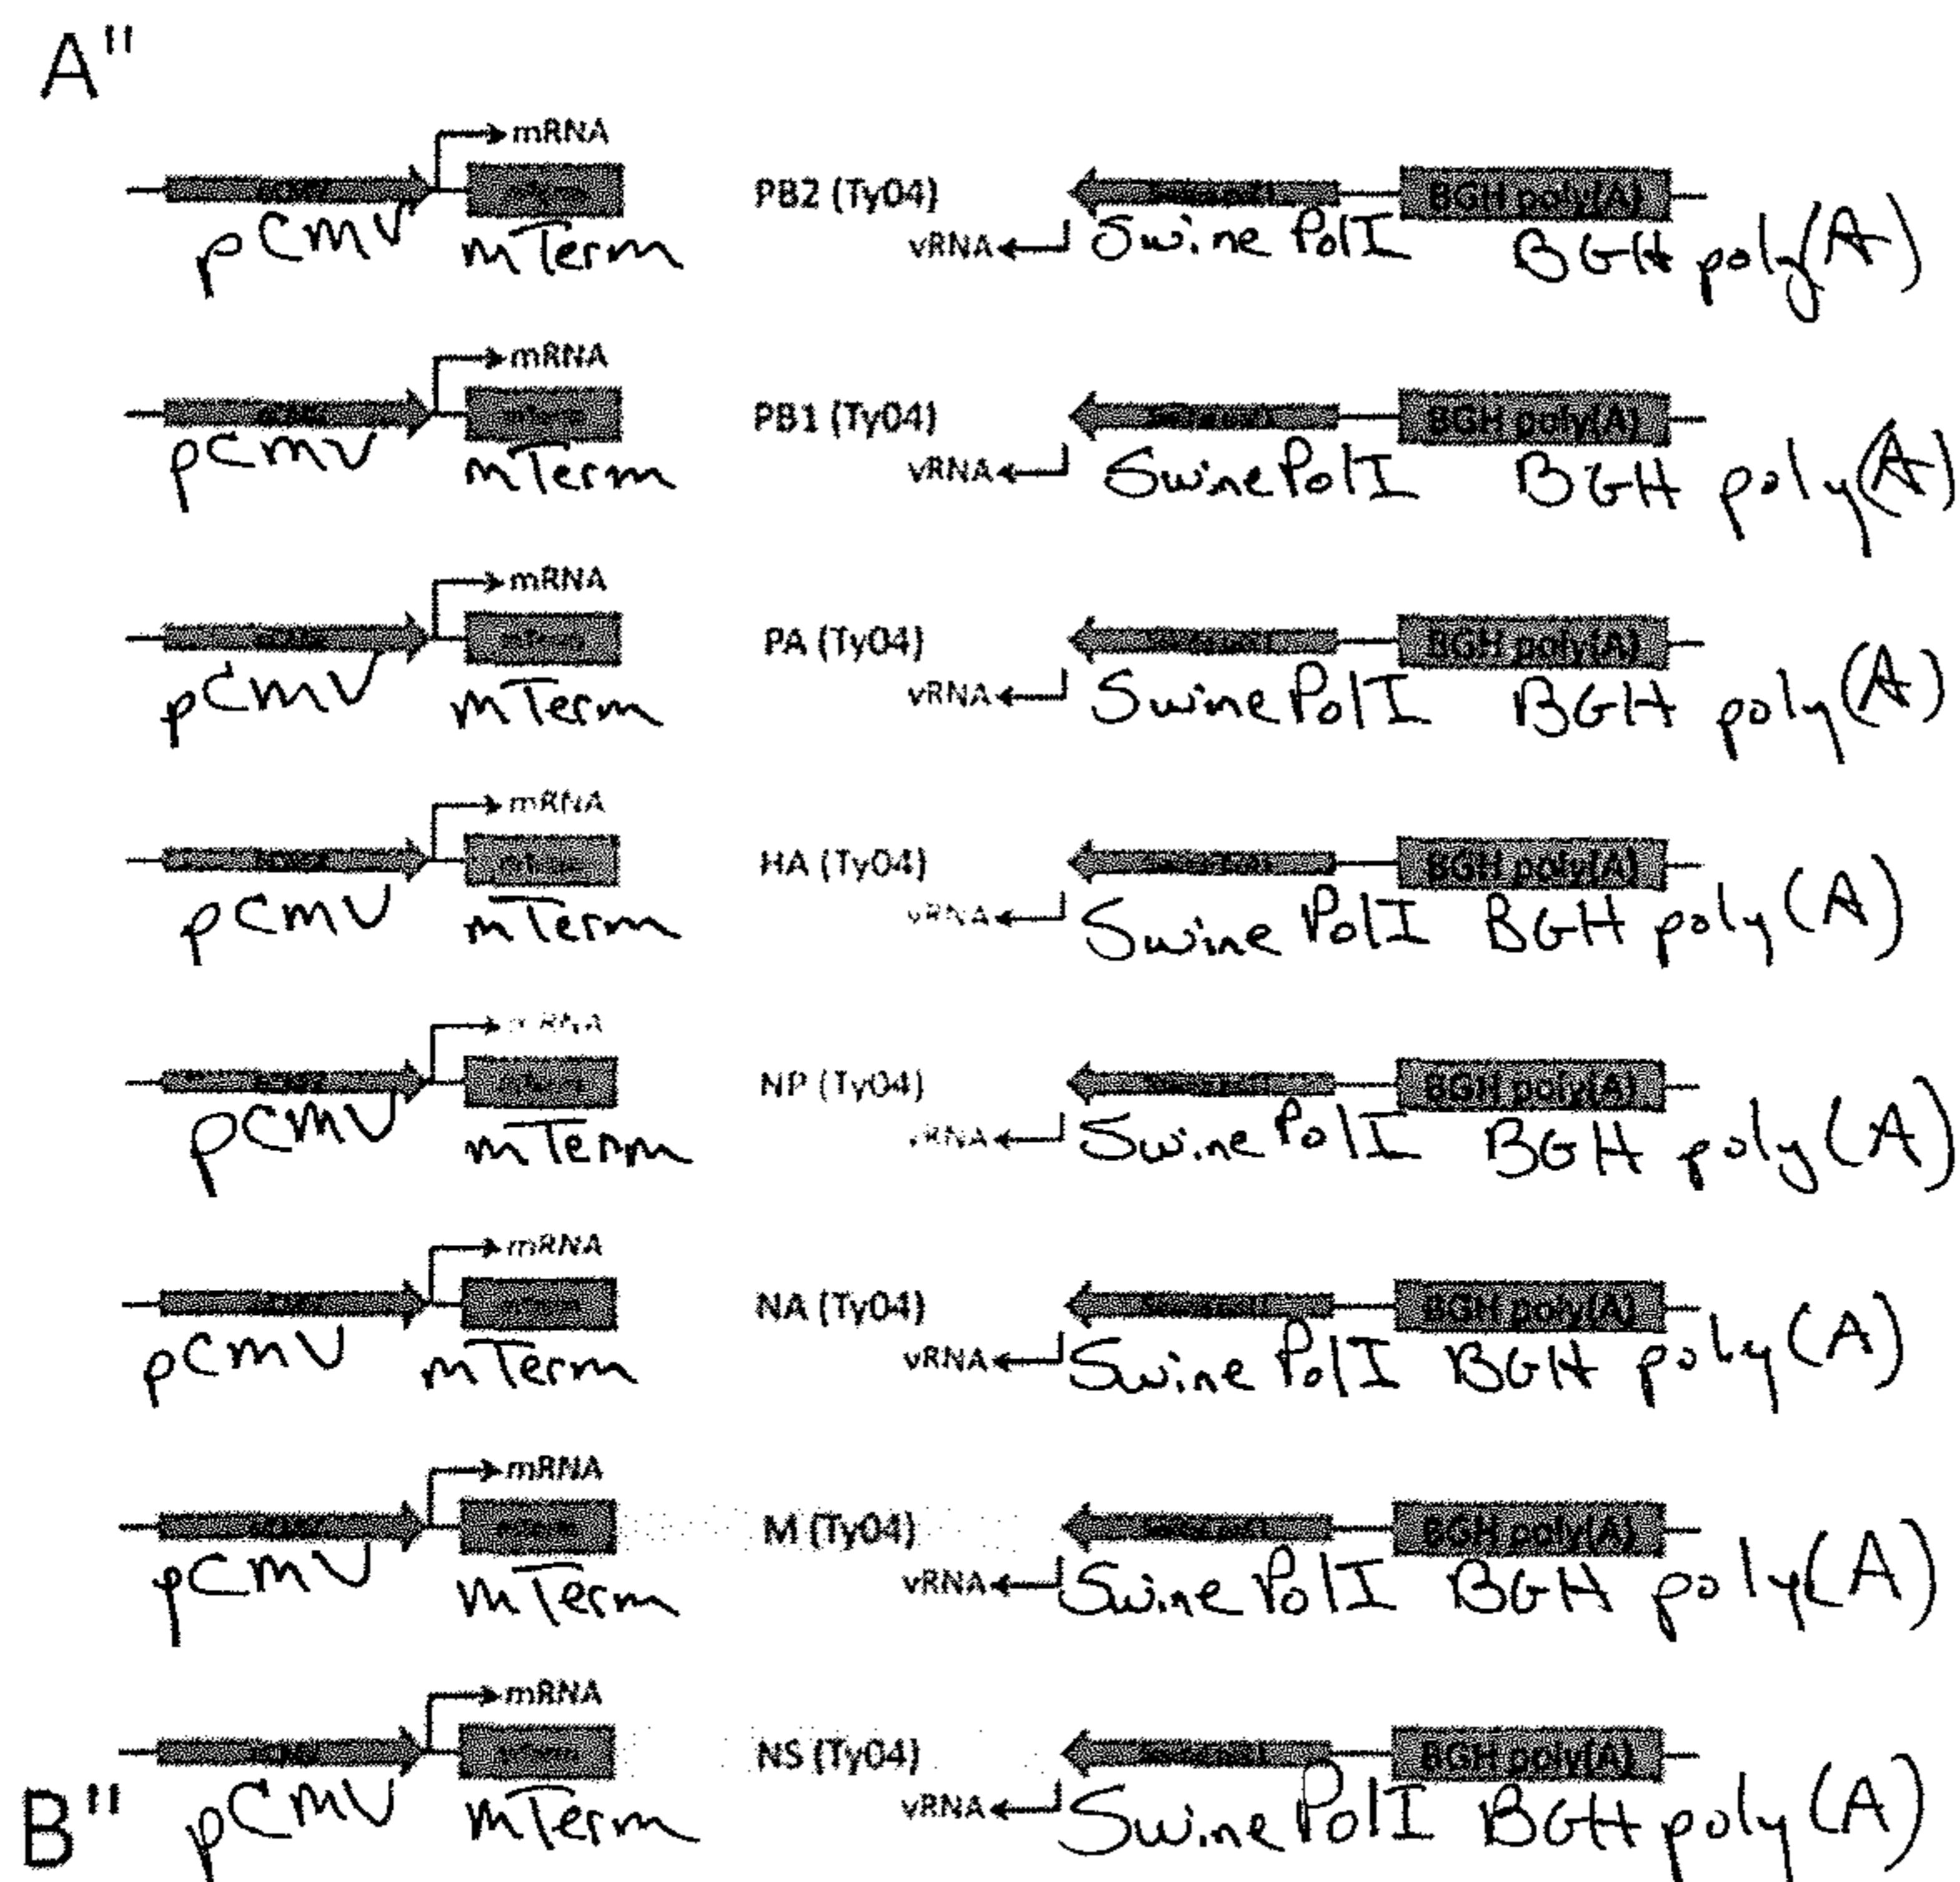 A"
mRNA
PB2 (Ty04) BGH poly(A)
vRNA
pCMV mTerm Swine PolI BGH poly(A)
mRNA
PB1 (Ty04) BGH poly(A)
vRNA
pCMV mTerm Swine PolI BGH poly(A)
mRNA
PA (Ty04) BGH poly(A)
vRNA
pCMV mTerm Swine PolI BGH poly(A)
mRNA
HA (Ty04) BGH poly(A)
vRNA
pCMV mTerm Swine PolI BGH poly(A)
mRNA
NP (Ty04) BGH poly(A)
vRNA
pCMV mTerm Swine PolI BGH poly(A)
mRNA
NA (Ty04) BGH poly(A)
vRNA
pCMV mTerm Swine PolI BGH poly(A)
mRNA
M (Ty04) BGH poly(A)
vRNA
pCMV mTerm Swine PolI BGH poly(A)
mRNA
NS (Ty04) BGH poly(A)
vRNA
B" pCMV mTerm Swine PolI BGH poly(A)